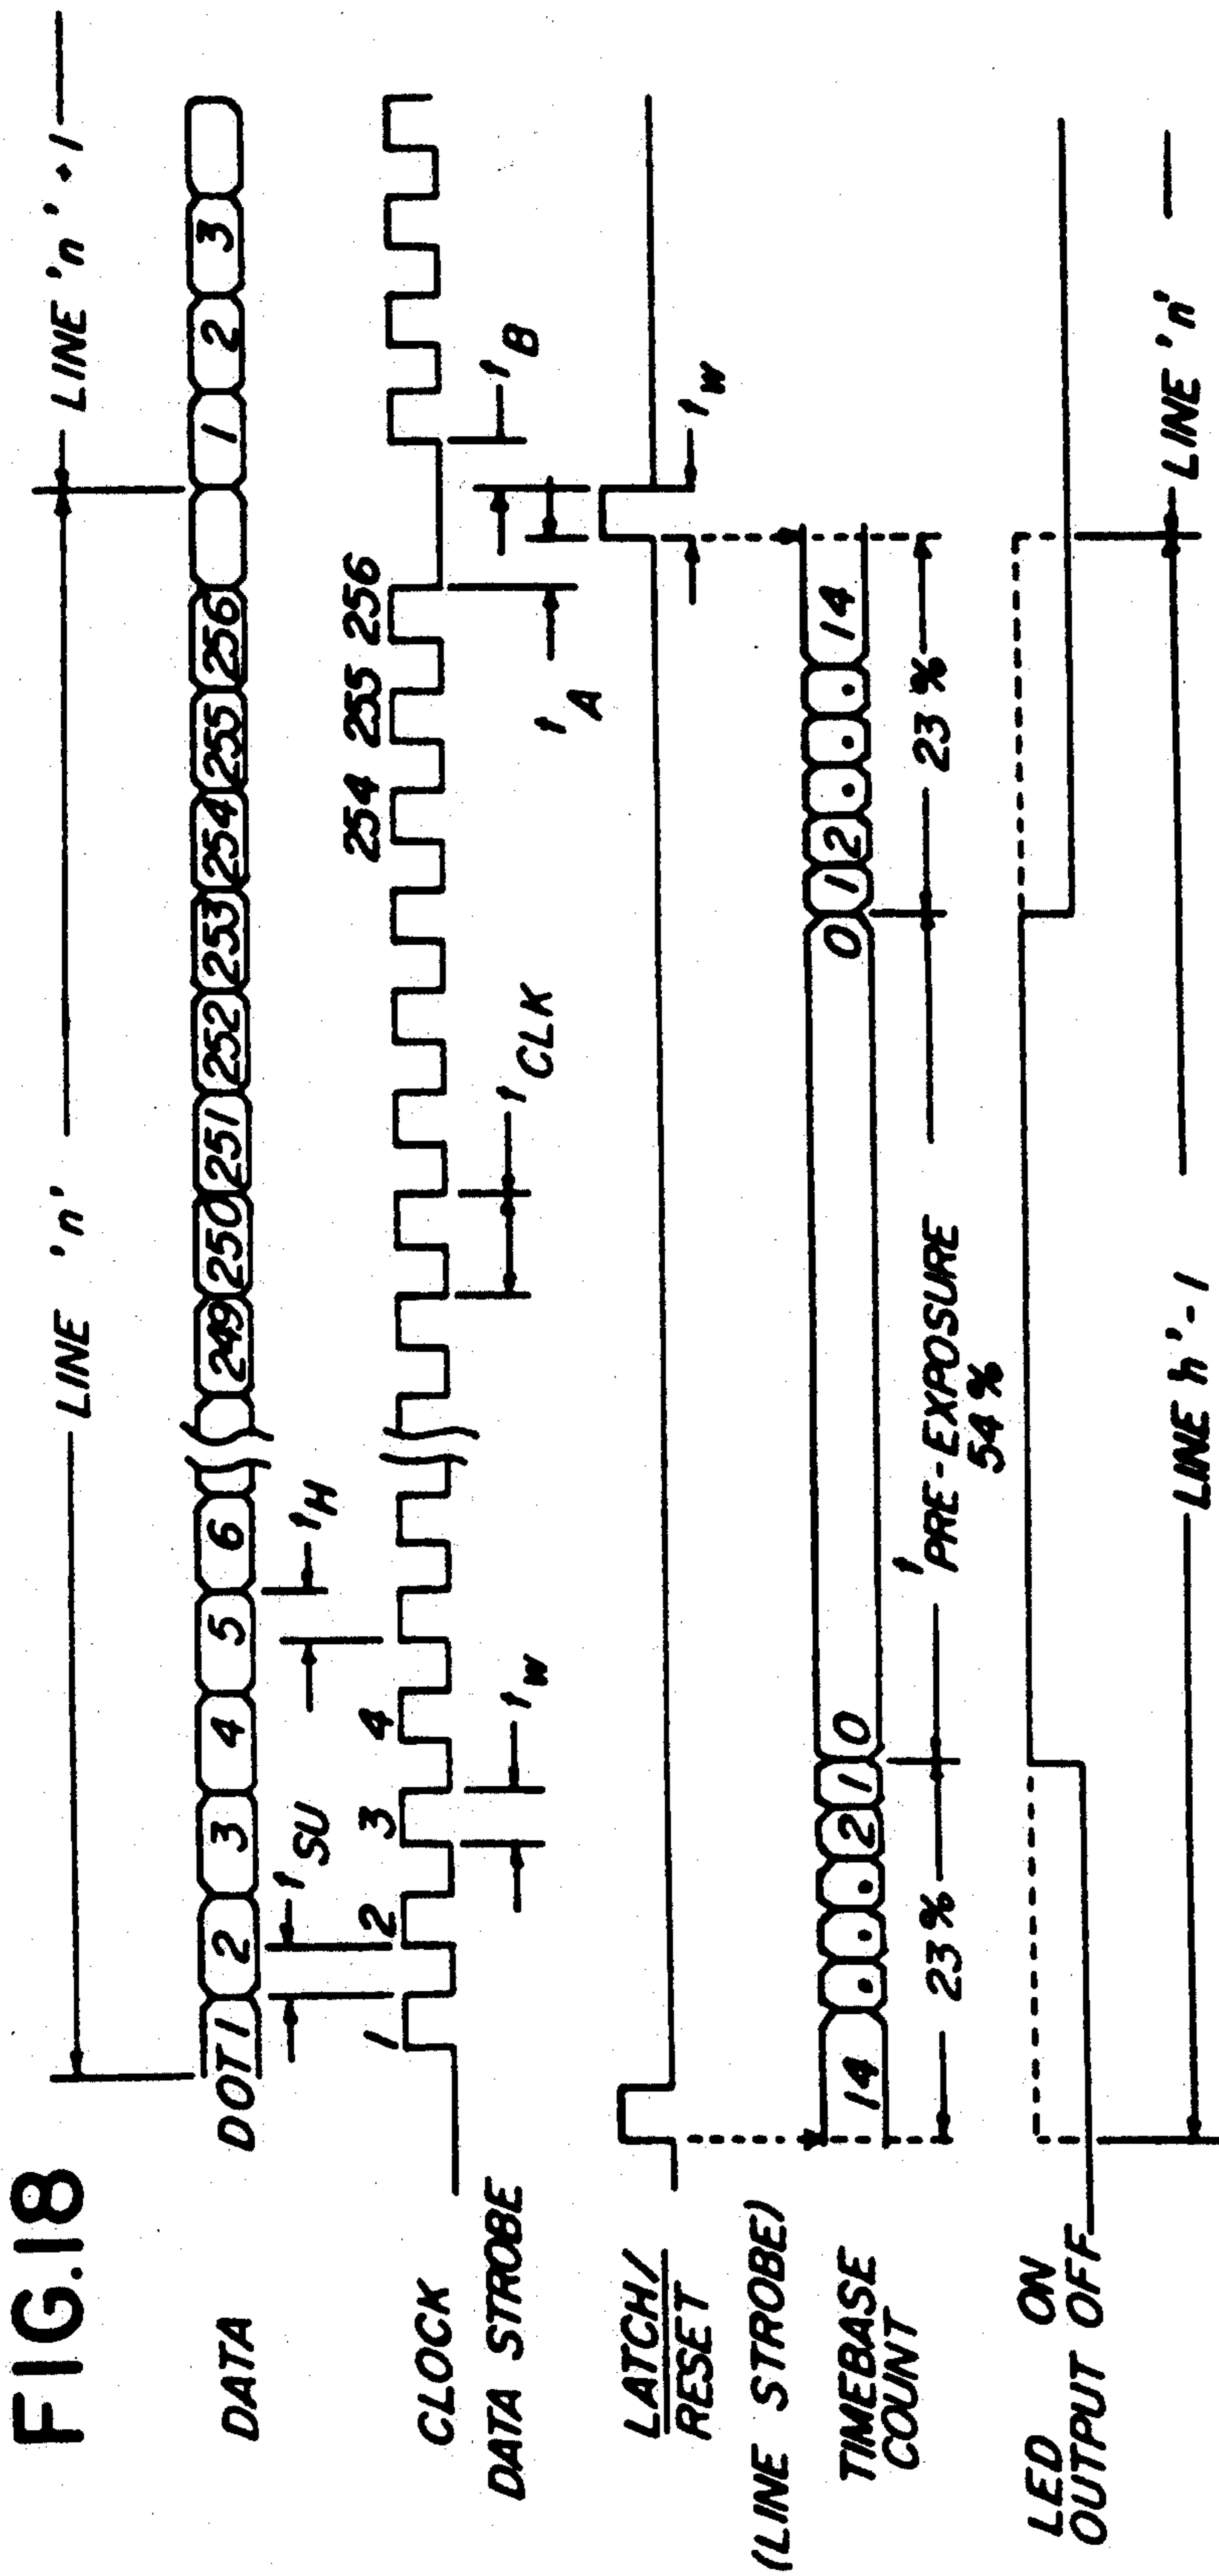 FIG.18
LINE 'n'
LINE 'n' + 1
DATA
DOT 1 2 3 4 5 6 249 250 251 252 253 254 255 256 1 2 3
tSU
tH
1 2 3 4 254 255 256
CLOCK
DATA STROBE
tW
tCLK
tA
tB
LATCH/
RESET
(LINE STROBE)
tW
TIMEBASE
COUNT
14 . . . 2 1 0 0 1 2 . . . 14
23% tPRE-EXPOSURE 23%
54%
LED ON
OUTPUT OFF
LINE h'-1
LINE 'n'